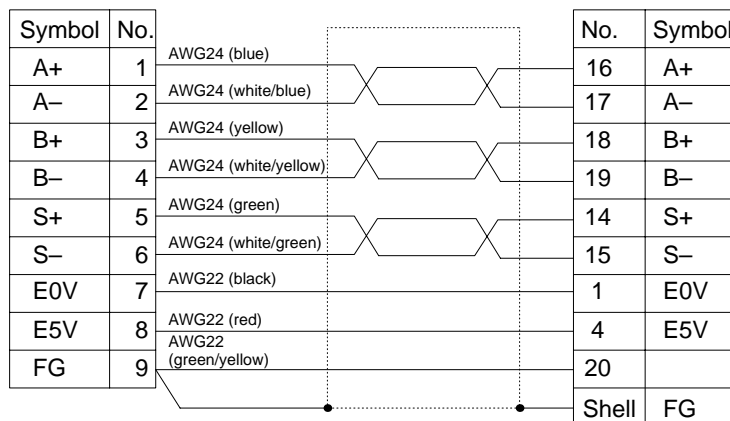 Symbol No. No. Symbol
A+ 1 AWG24 (blue) 16 A+
A– 2 AWG24 (white/blue) 17 A–
B+ 3 AWG24 (yellow) 18 B+
B– 4 AWG24 (white/yellow) 19 B–
S+ 5 AWG24 (green) 14 S+
S– 6 AWG24 (white/green) 15 S–
E0V 7 AWG22 (black) 1 E0V
E5V 8 AWG22 (red) 4 E5V
FG 9 AWG22 (green/yellow) 20
Shell FG